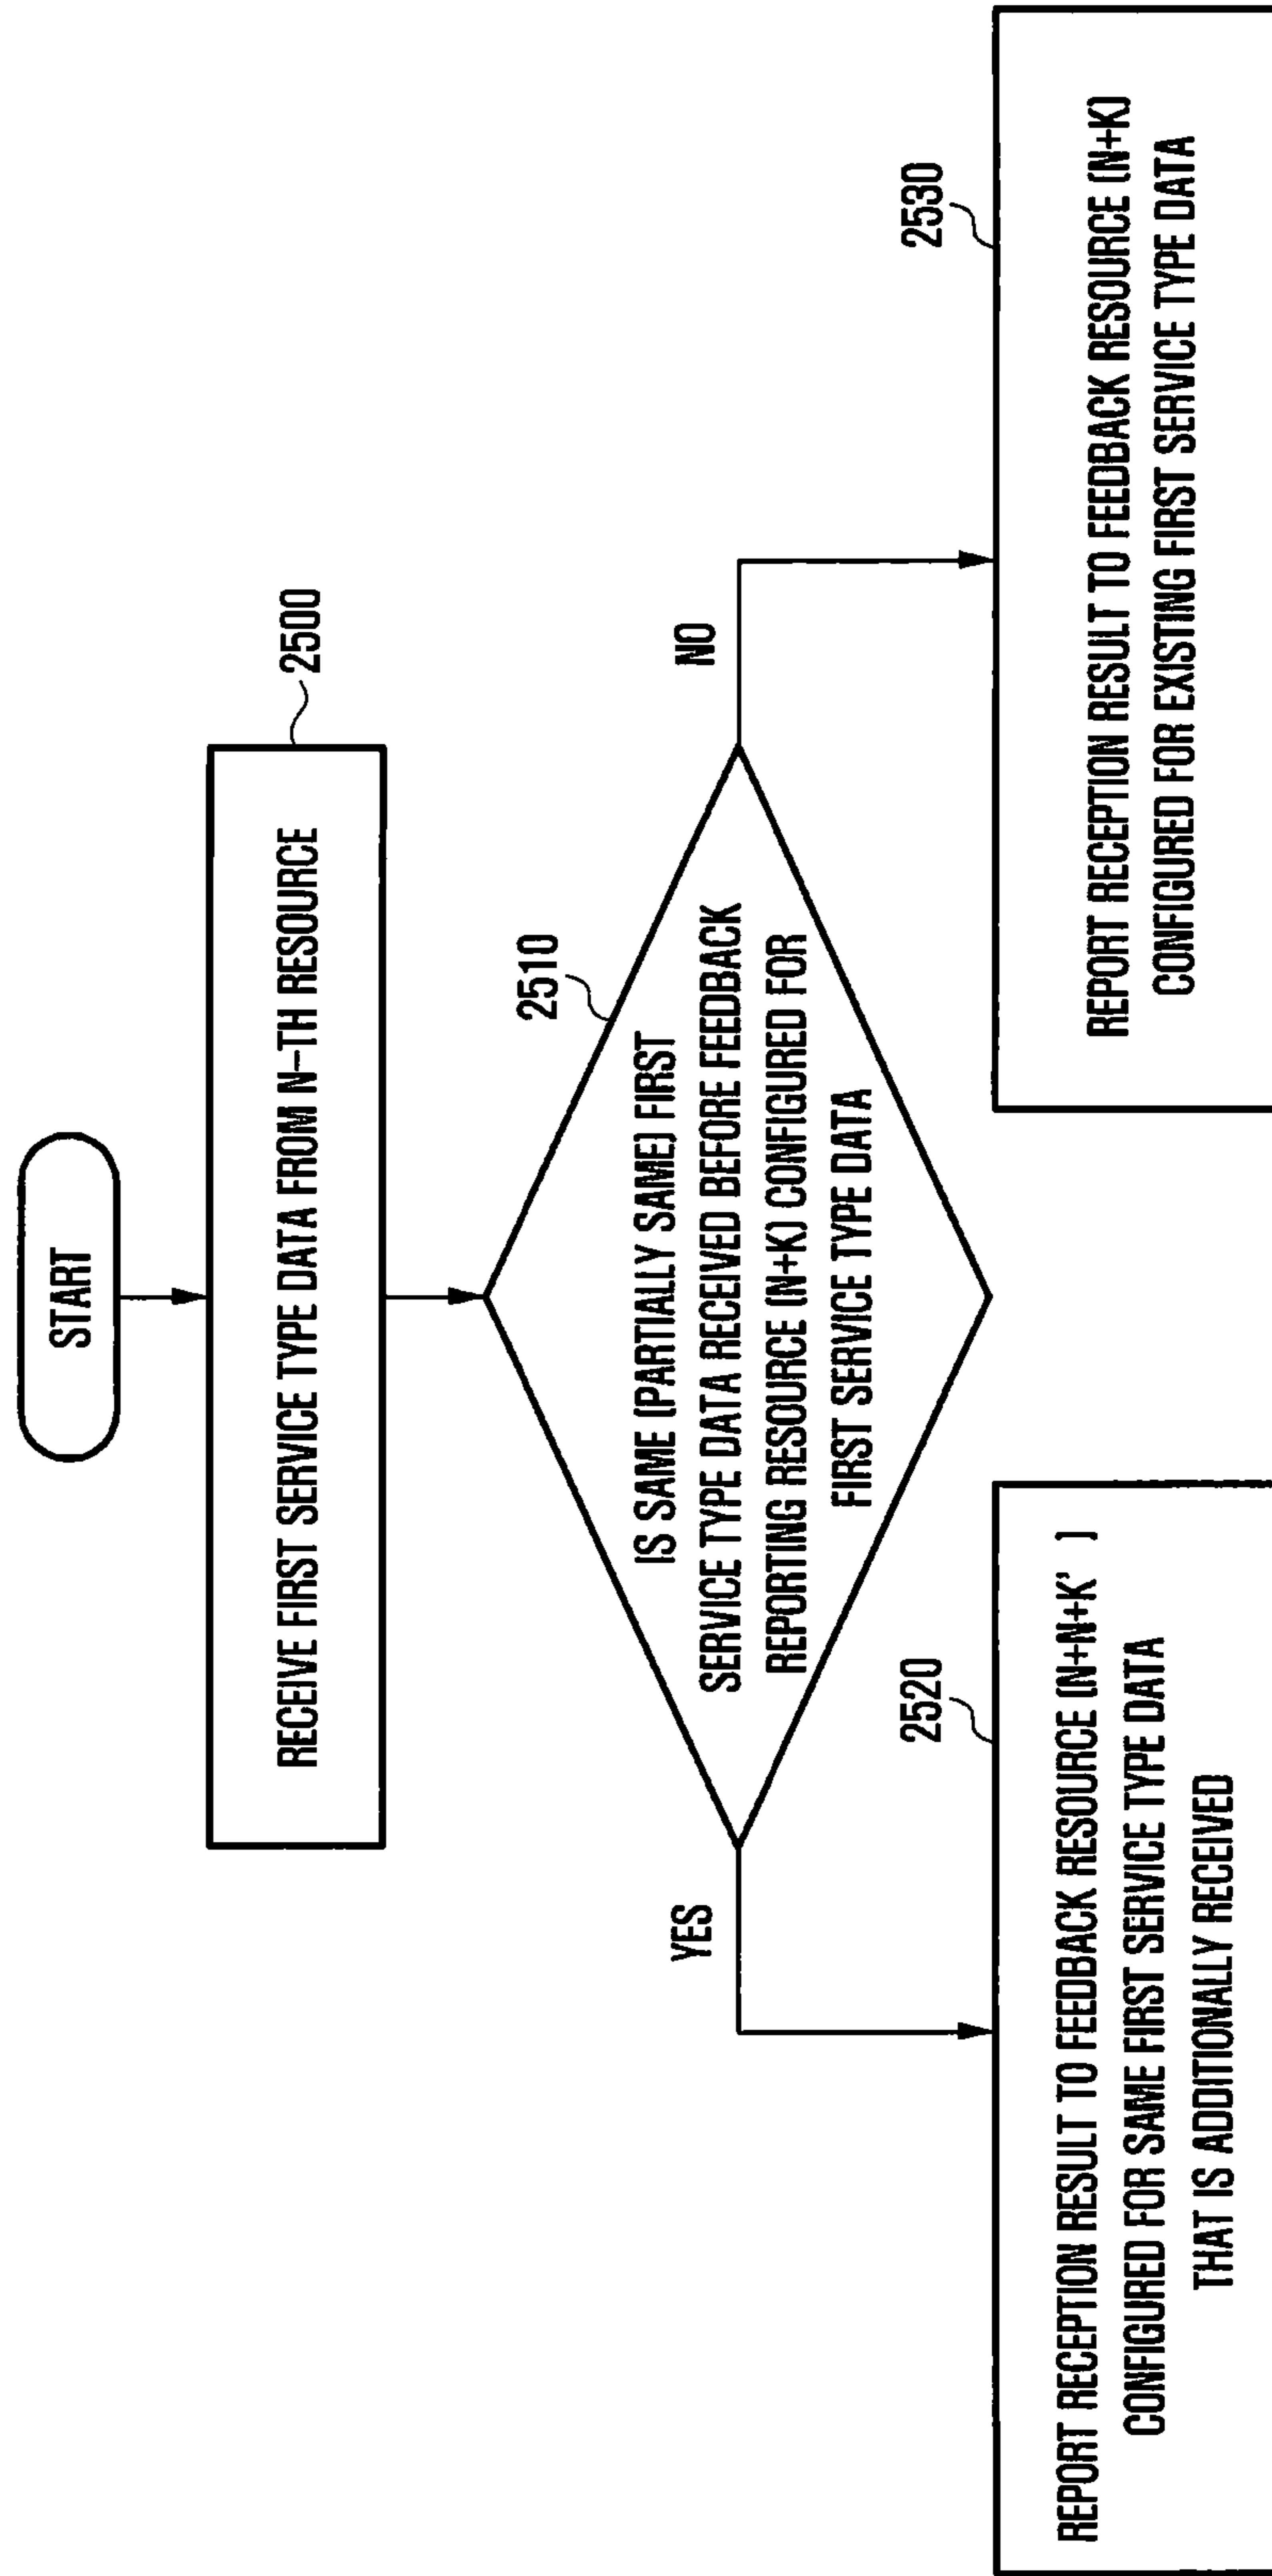 START
RECEIVE FIRST SERVICE TYPE DATA FROM N-TH RESOURCE
2500
2510
IS SAME (PARTIALLY SAME) FIRST
SERVICE TYPE DATA RECEIVED BEFORE FEEDBACK
REPORTING RESOURCE (N+K) CONFIGURED FOR
FIRST SERVICE TYPE DATA
YES
NO
2520
REPORT RECEPTION RESULT TO FEEDBACK RESOURCE (N+N+K' )
CONFIGURED FOR SAME FIRST SERVICE TYPE DATA
THAT IS ADDITIONALLY RECEIVED
2530
REPORT RECEPTION RESULT TO FEEDBACK RESOURCE (N+K)
CONFIGURED FOR EXISTING FIRST SERVICE TYPE DATA